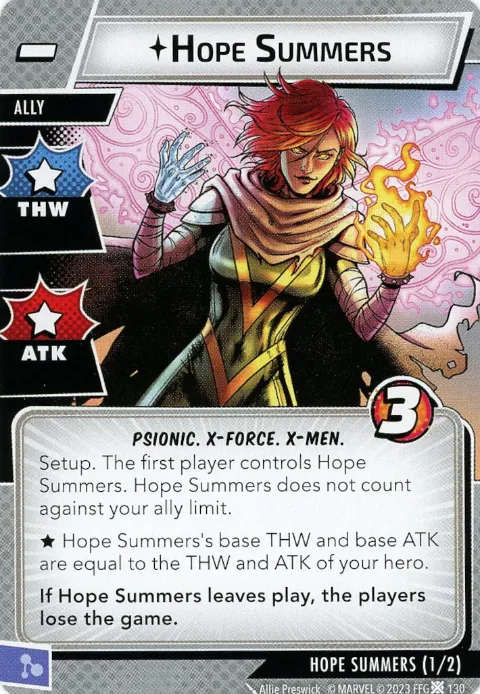 Hope Summers
ALLY
THW
ATK
3
PSIONIC. X-FORCE. X-MEN.
Setup. The first player controls Hope
Summers. Hope Summers does not count
against your ally limit.
★ Hope Summers's base THW and base ATK
are equal to the THW and ATK of your hero.
If Hope Summers leaves play, the players
lose the game.
HOPE SUMMERS (1/2)
Allie Preswick © MARVEL © 2023 FFG 130